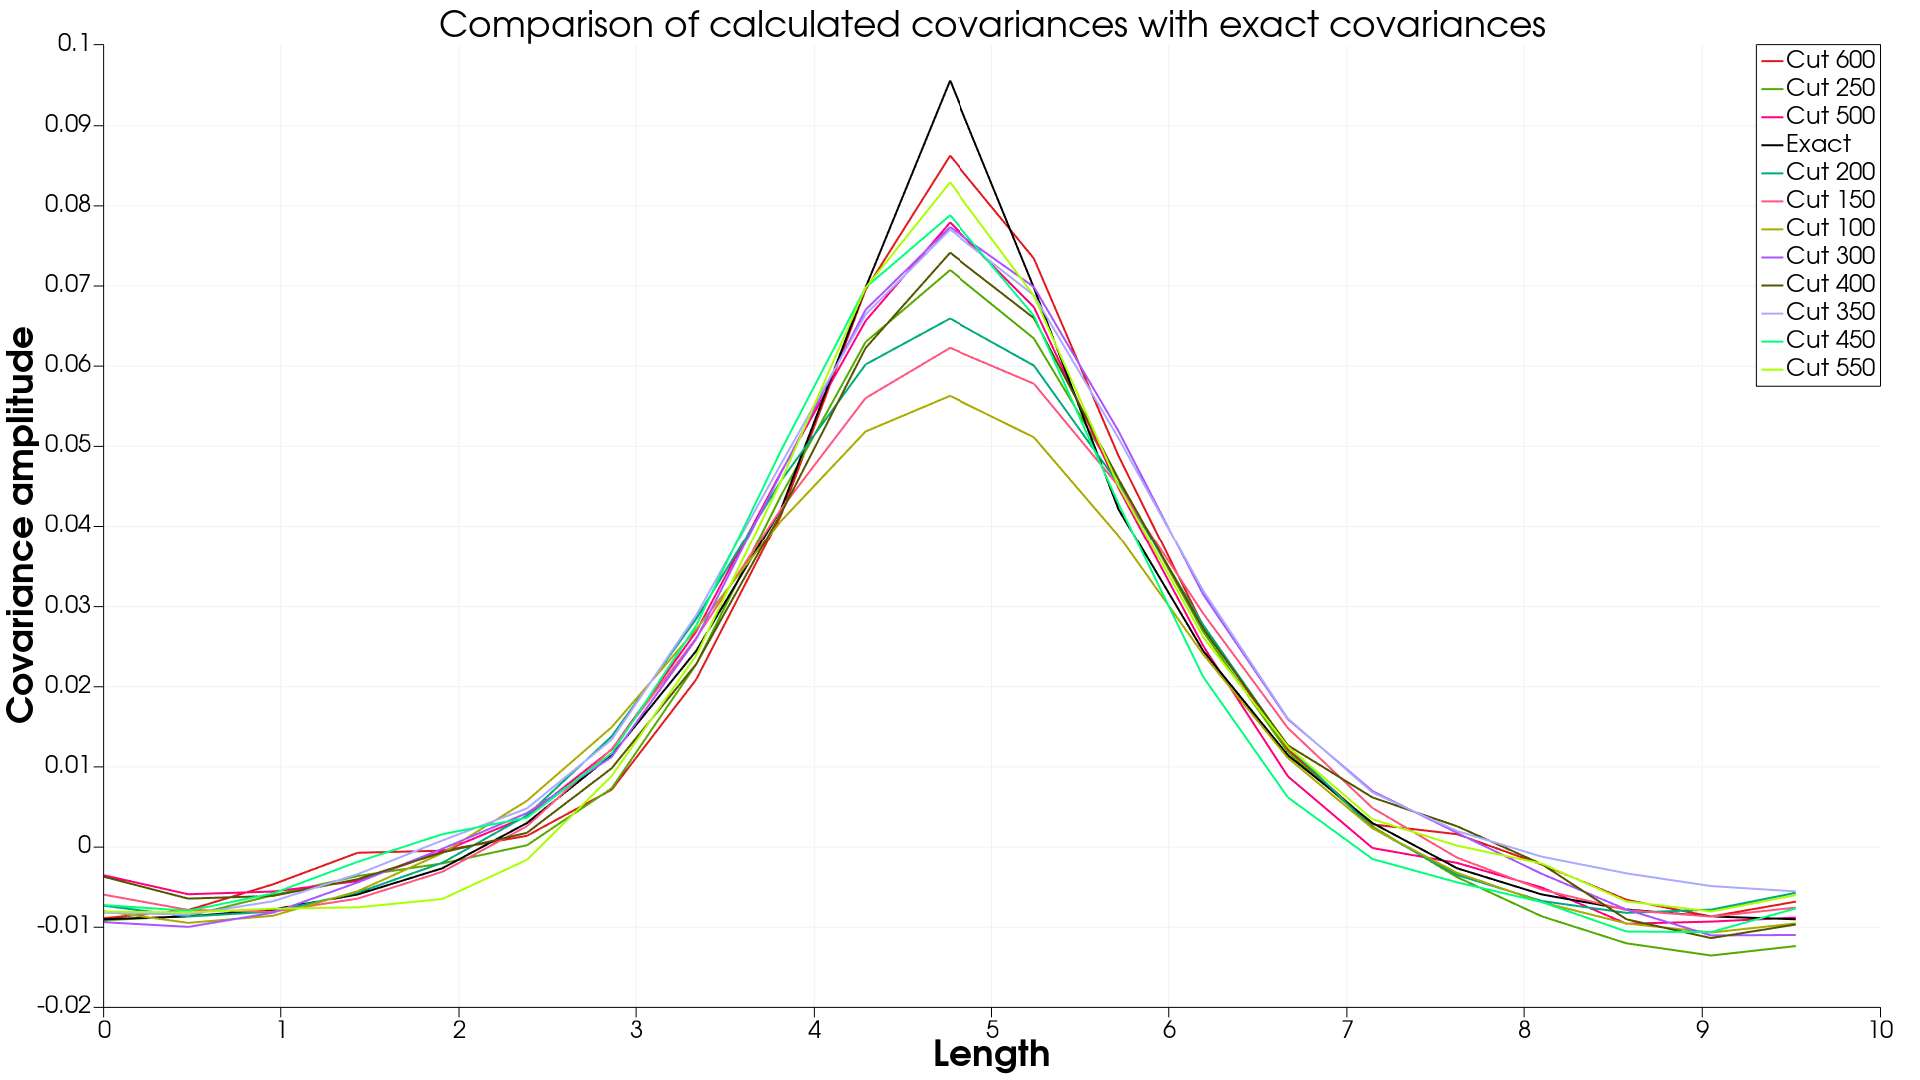 Comparison of calculated covariances with exact covariances
0.1
0.09
0.08
0.07
0.06
0.05
0.04
0.03
0.02
0.01
0
-0.01
-0.02
Covariance amplitude
Cut 600
Cut 250
Cut 500
Exact
Cut 200
Cut 150
Cut 100
Cut 300
Cut 400
Cut 350
Cut 450
Cut 550
0 1 2 3 4 5 6 7 8 9 10
Length